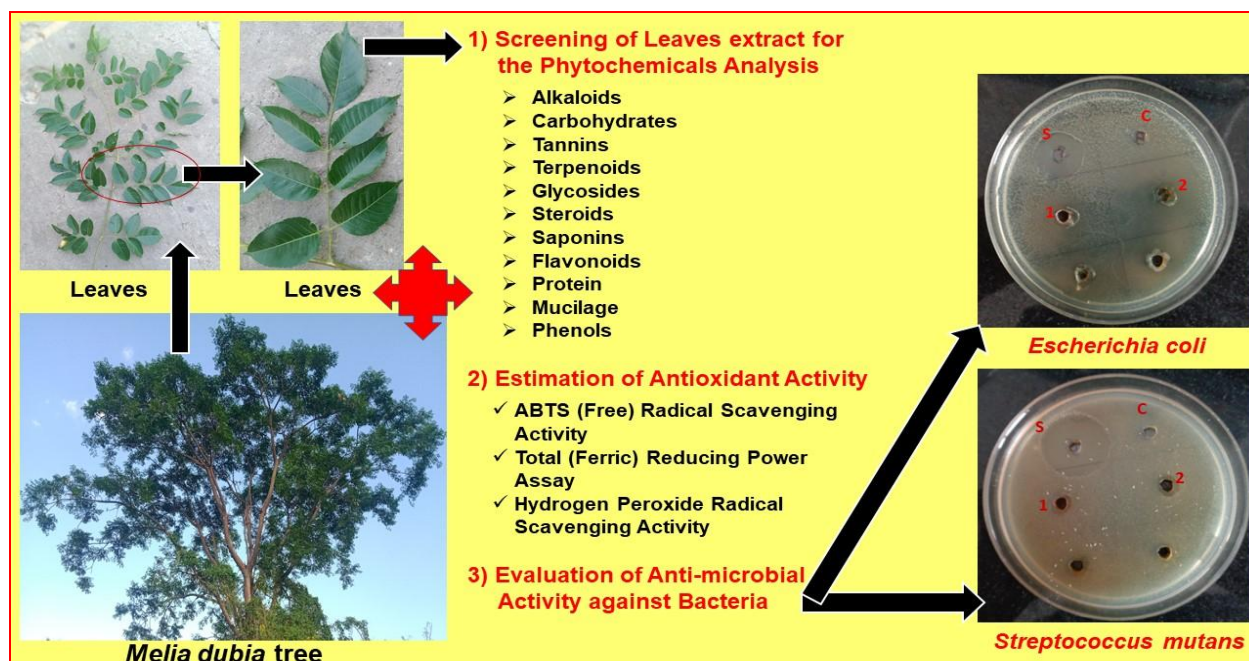 Leaves
Leaves
Melia dubia tree
1) Screening of Leaves extract for
the Phytochemicals Analysis
➢ Alkaloids
➢ Carbohydrates
➢ Tannins
➢ Terpenoids
➢ Glycosides
➢ Steroids
➢ Saponins
➢ Flavonoids
➢ Protein
➢ Mucilage
➢ Phenols
2) Estimation of Antioxidant Activity
✓ ABTS (Free) Radical Scavenging
Activity
✓ Total (Ferric) Reducing Power
Assay
✓ Hydrogen Peroxide Radical
Scavenging Activity
3) Evaluation of Anti-microbial
Activity against Bacteria
S
C
1
2
Escherichia coli
S
C
1
2
Streptococcus mutans